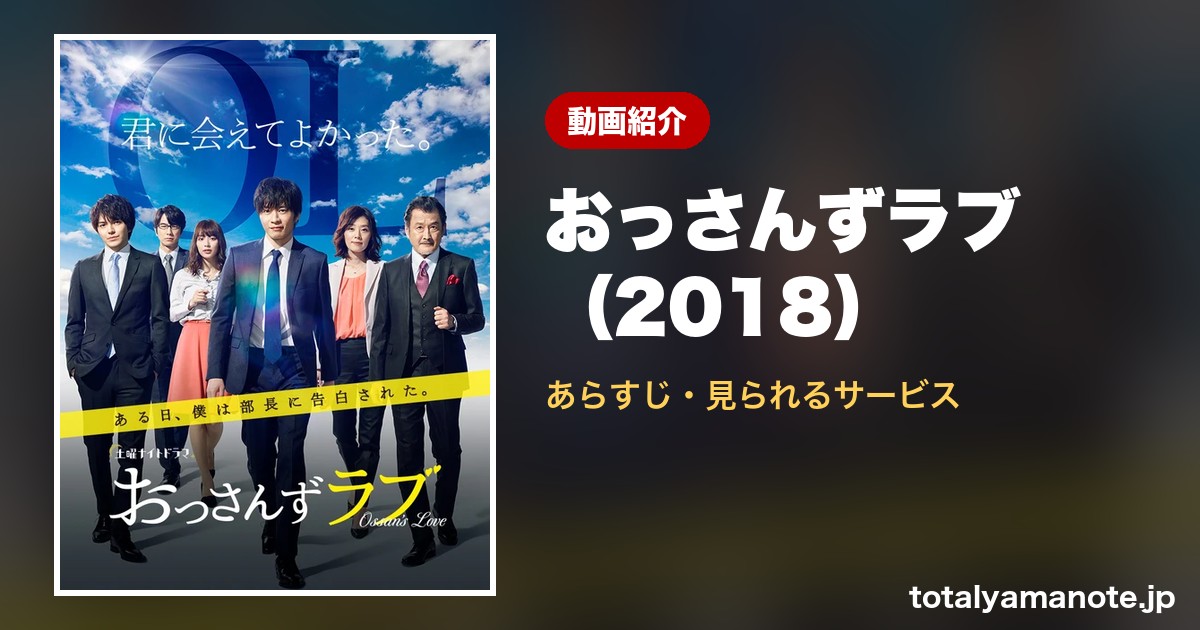 OL
君に会えてよかった。
ある日、僕は部長に告白された。
土曜ナイトドラマ
おっさんずラブ
Ossan's Love
動画紹介
おっさんずラブ
（2018）
あらすじ・見られるサービス
totalyamanote.jp